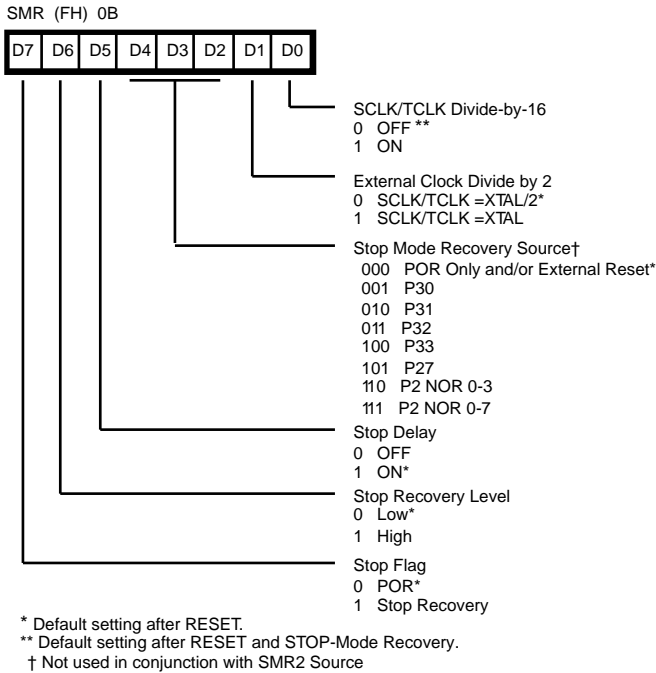 SMR (FH) 0B
D7 D6 D5 D4 D3 D2 D1 D0
SCLK/TCLK Divide-by-16
0 OFF **
1 ON
External Clock Divide by 2
0 SCLK/TCLK =XTAL/2*
1 SCLK/TCLK =XTAL
Stop Mode Recovery Source†
000 POR Only and/or External Reset*
001 P30
010 P31
011 P32
100 P33
101 P27
110 P2 NOR 0-3
111 P2 NOR 0-7
Stop Delay
0 OFF
1 ON*
Stop Recovery Level
0 Low*
1 High
Stop Flag
0 POR*
1 Stop Recovery
* Default setting after RESET.
** Default setting after RESET and STOP-Mode Recovery.
† Not used in conjunction with SMR2 Source